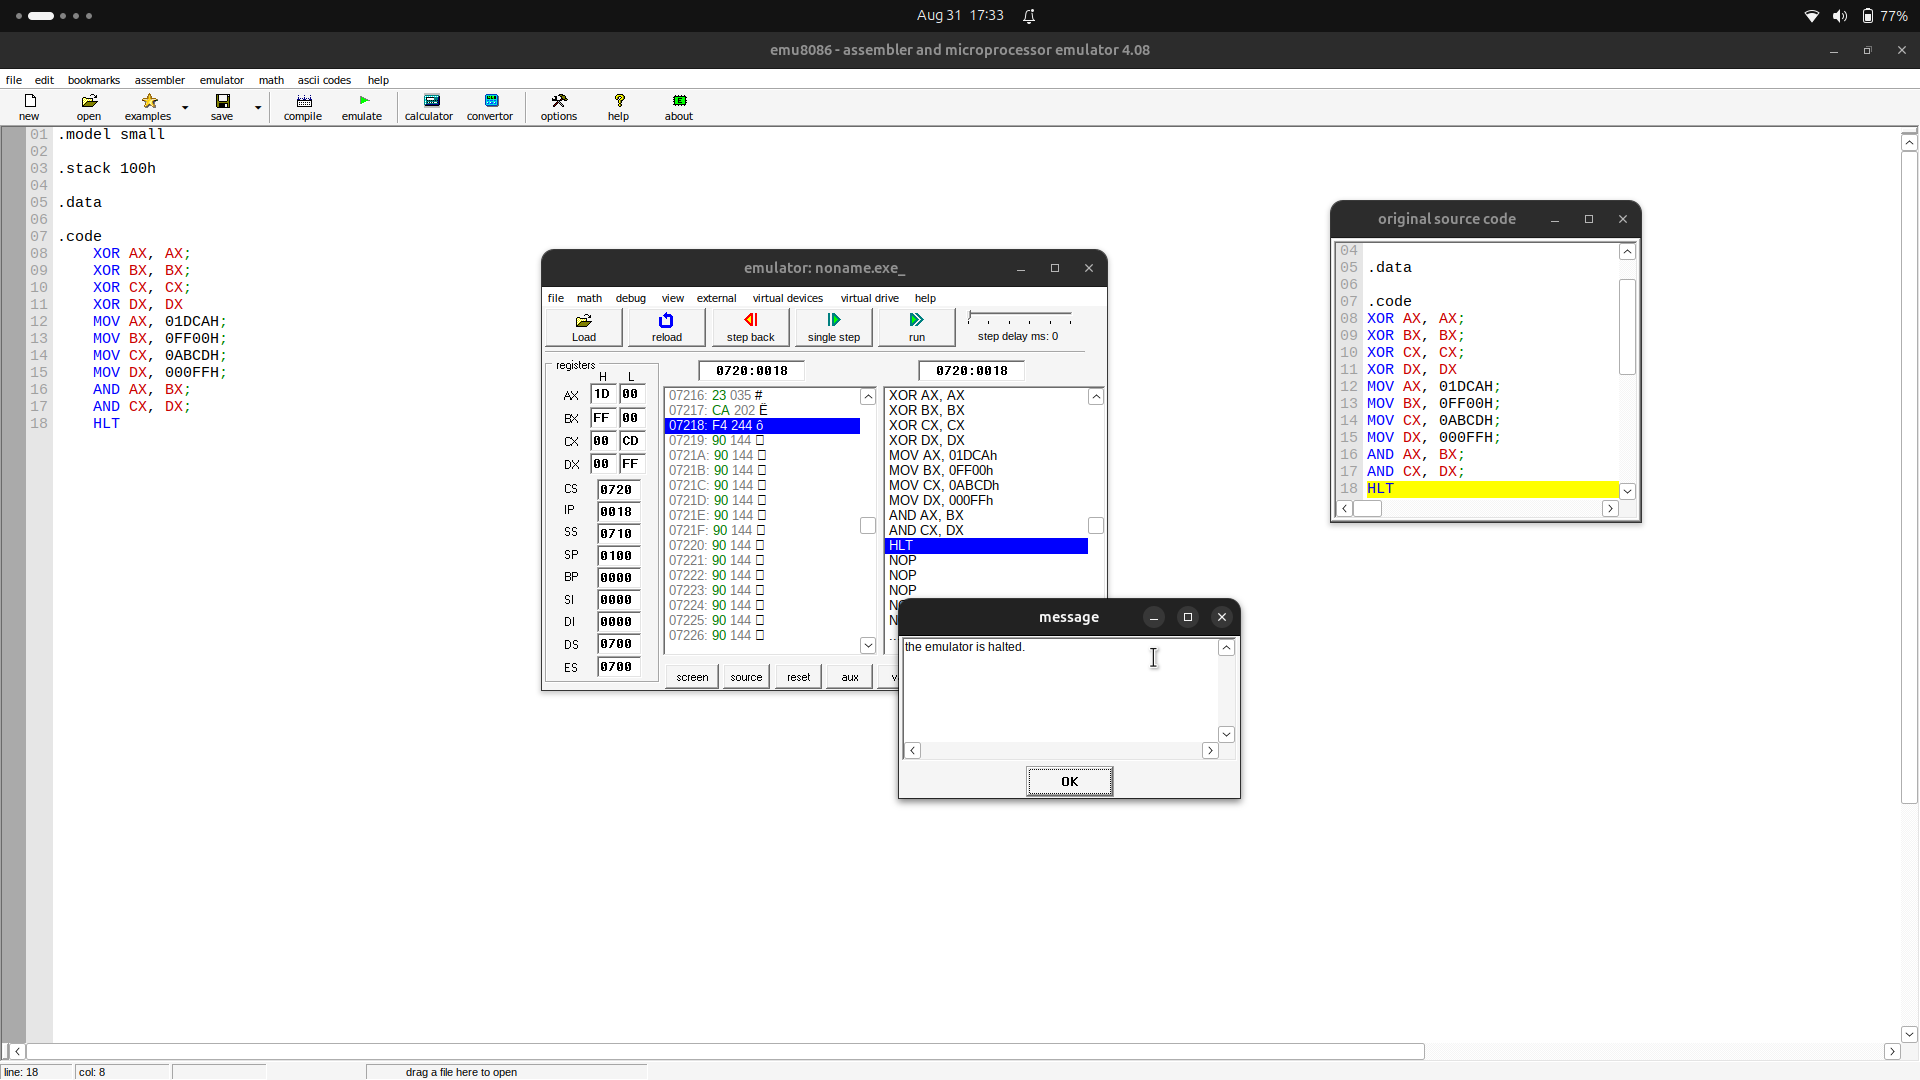 Aug 31 17:33
77%
emu8086 - assembler and microprocessor emulator 4.08
file edit bookmarks assembler emulator math ascii codes help
new open examples save compile emulate calculator convertor options help about
01 .model small
02
03 .stack 100h
04
05 .data
06
07 .code
08 XOR AX, AX;
09 XOR BX, BX;
10 XOR CX, CX;
11 XOR DX, DX
12 MOV AX, 01DCAH;
13 MOV BX, 0FF00H;
14 MOV CX, 0ABCDH;
15 MOV DX, 000FFH;
16 AND AX, BX;
17 AND CX, DX;
18 HLT
emulator: noname.exe_
file math debug view external virtual devices virtual drive help
Load reload step back single step run step delay ms: 0
registers
H L
AX 1D 00
BX FF 00
CX 00 CD
DX 00 FF
CS 0720
IP 0018
SS 0710
SP 0100
BP 0000
SI 0000
DI 0000
DS 0700
ES 0700
0720:0018
07216: 23 035 #
07217: CA 202 Ê
07218: F4 244 ô
07219: 90 144
0721A: 90 144
0721B: 90 144
0721C: 90 144
0721D: 90 144
0721E: 90 144
0721F: 90 144
07220: 90 144
07221: 90 144
07222: 90 144
07223: 90 144
07224: 90 144
07225: 90 144
07226: 90 144
0720:0018
XOR AX, AX
XOR BX, BX
XOR CX, CX
XOR DX, DX
MOV AX, 01DCAh
MOV BX, 0FF00h
MOV CX, 0ABCDh
MOV DX, 000FFh
AND AX, BX
AND CX, DX
HLT
NOP
NOP
NOP
screen source reset aux
message
the emulator is halted.
OK
original source code
04
05 .data
06
07 .code
08 XOR AX, AX;
09 XOR BX, BX;
10 XOR CX, CX;
11 XOR DX, DX
12 MOV AX, 01DCAH;
13 MOV BX, 0FF00H;
14 MOV CX, 0ABCDH;
15 MOV DX, 000FFH;
16 AND AX, BX;
17 AND CX, DX;
18 HLT
line: 18 col: 8 drag a file here to open